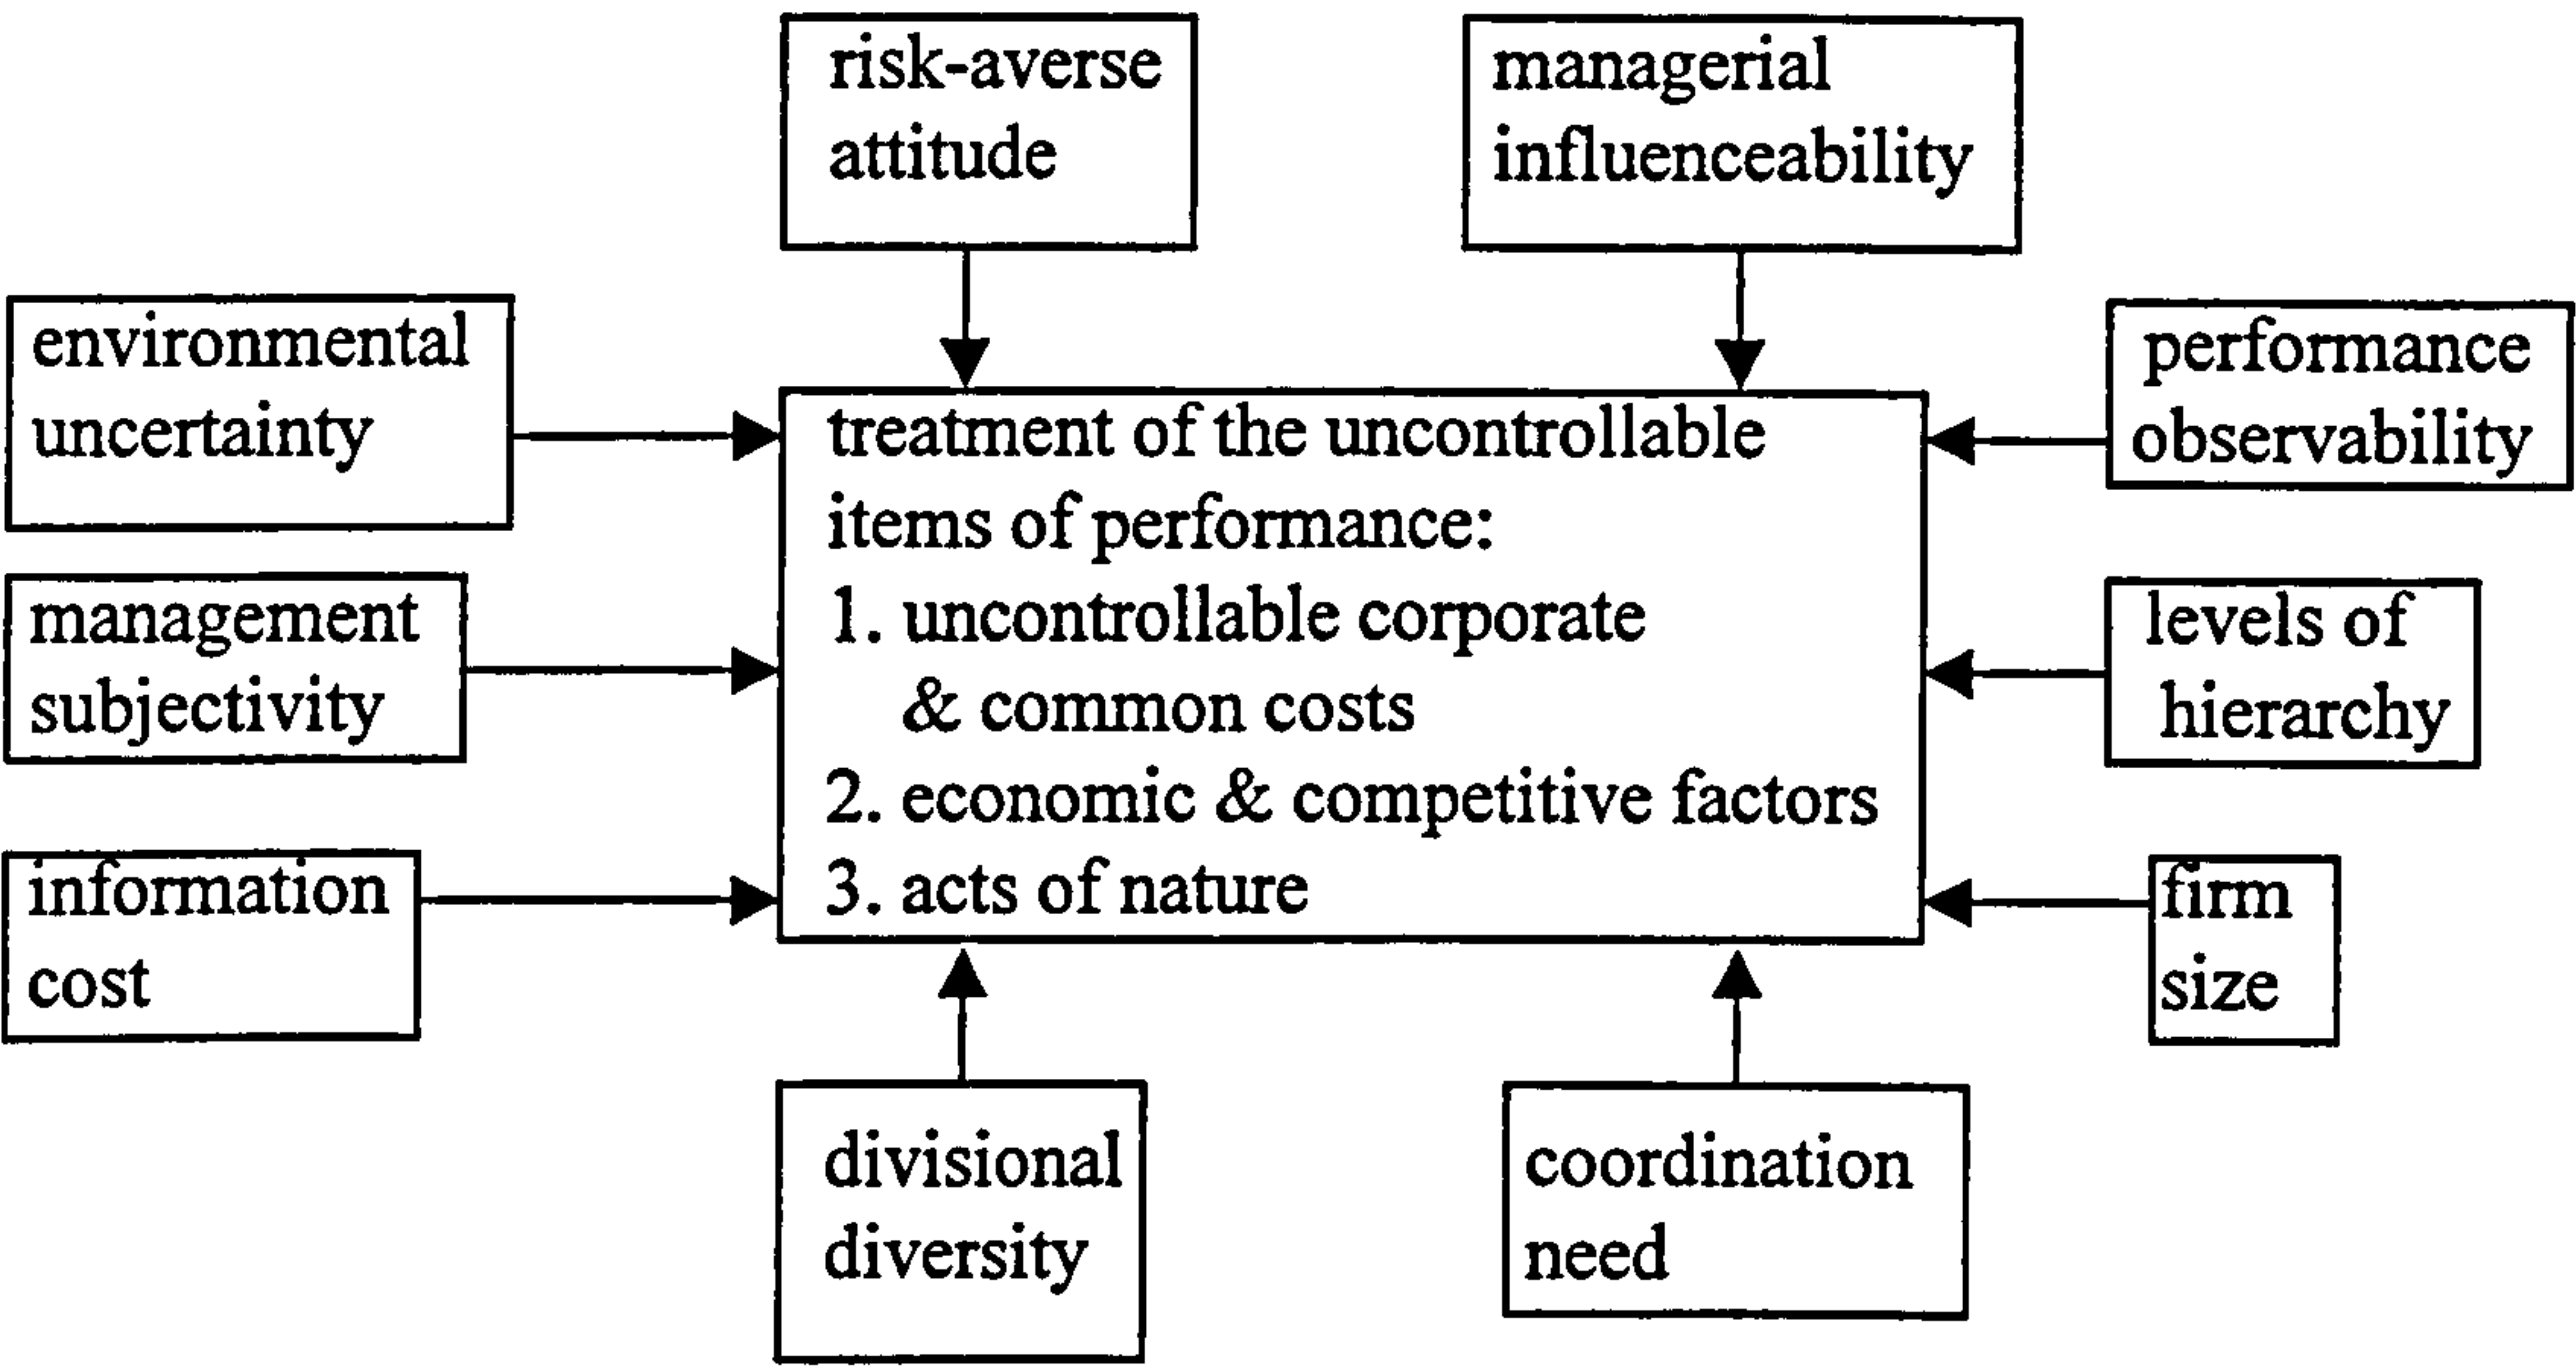 risk-averse
attitude
managerial
influenceability
environmental
uncertainty
performance
observability
treatment of the uncontrollable
items of performance:
1. uncontrollable corporate
& common costs
2. economic & competitive factors
3. acts of nature
management
subjectivity
levels of
hierarchy
information
cost
firm
size
divisional
diversity
coordination
need